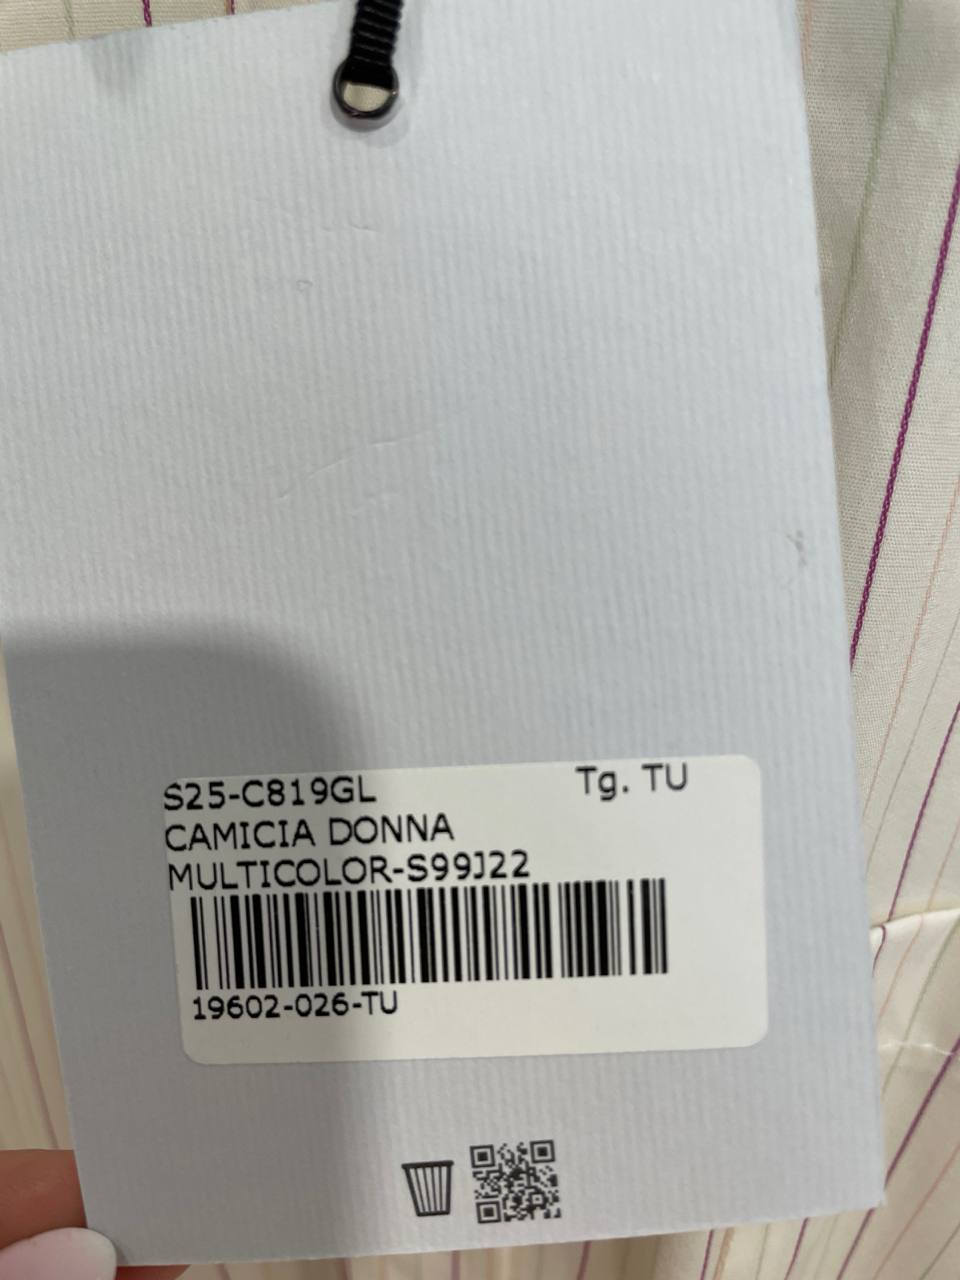 S25-C819GL Tg. TU
CAMICIA DONNA
MULTICOLOR-S99J22
19602-026-TU